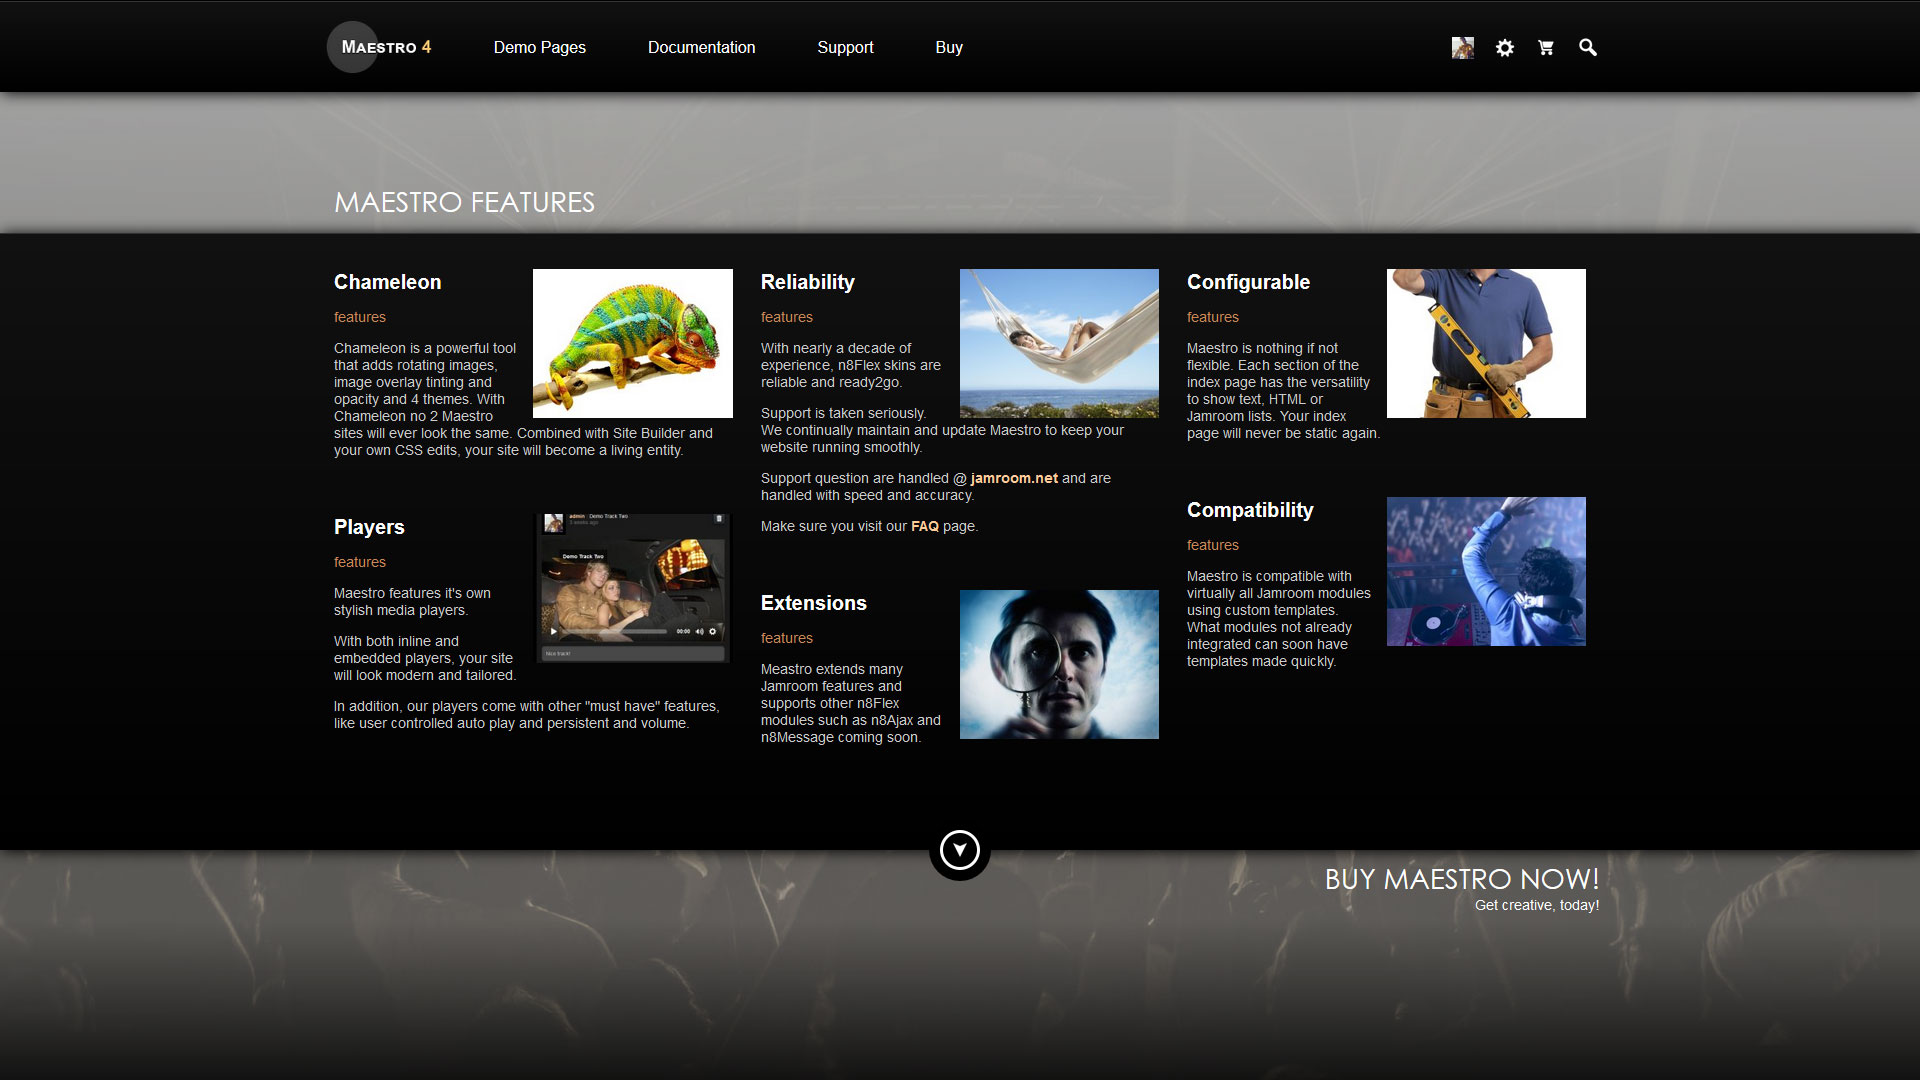 MAESTRO 4
Demo Pages
Documentation
Support
Buy
MAESTRO FEATURES
Chameleon
features
Chameleon is a powerful tool
that adds rotating images,
image overlay tinting and
opacity and 4 themes. With
Chameleon no 2 Maestro
sites will ever look the same. Combined with Site Builder and
your own CSS edits, your site will become a living entity.
Players
features
Maestro features it's own
stylish media players.
With both inline and
embedded players, your site
will look modern and tailored.
In addition, our players come with other "must have" features,
like user controlled auto play and persistent and volume.
admin Demo Track Two
Demo Track Two
00:00
Nice track!
Reliability
features
With nearly a decade of
experience, n8Flex skins are
reliable and ready2go.
Support is taken seriously.
We continually maintain and update Maestro to keep your
website running smoothly.
Support question are handled @ jamroom.net and are
handled with speed and accuracy.
Make sure you visit our FAQ page.
Extensions
features
Meastro extends many
Jamroom features and
supports other n8Flex
modules such as n8Ajax and
n8Message coming soon.
Configurable
features
Maestro is nothing if not
flexible. Each section of the
index page has the versatility
to show text, HTML or
Jamroom lists. Your index
page will never be static again.
Compatibility
features
Maestro is compatible with
virtually all Jamroom modules
using custom templates.
What modules not already
integrated can soon have
templates made quickly.
BUY MAESTRO NOW!
Get creative, today!